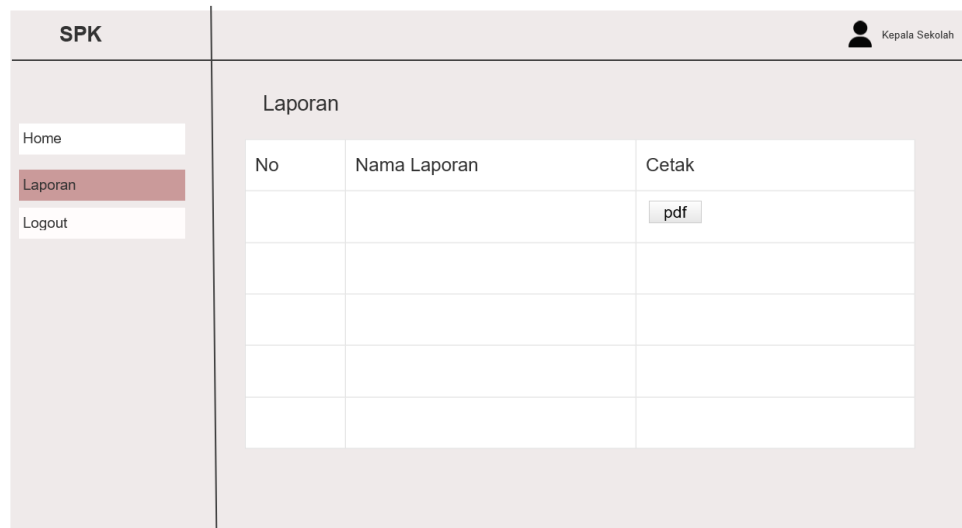 SPK
Kepala Sekolah
Home
Laporan
Logout
Laporan
No Nama Laporan Cetak
pdf